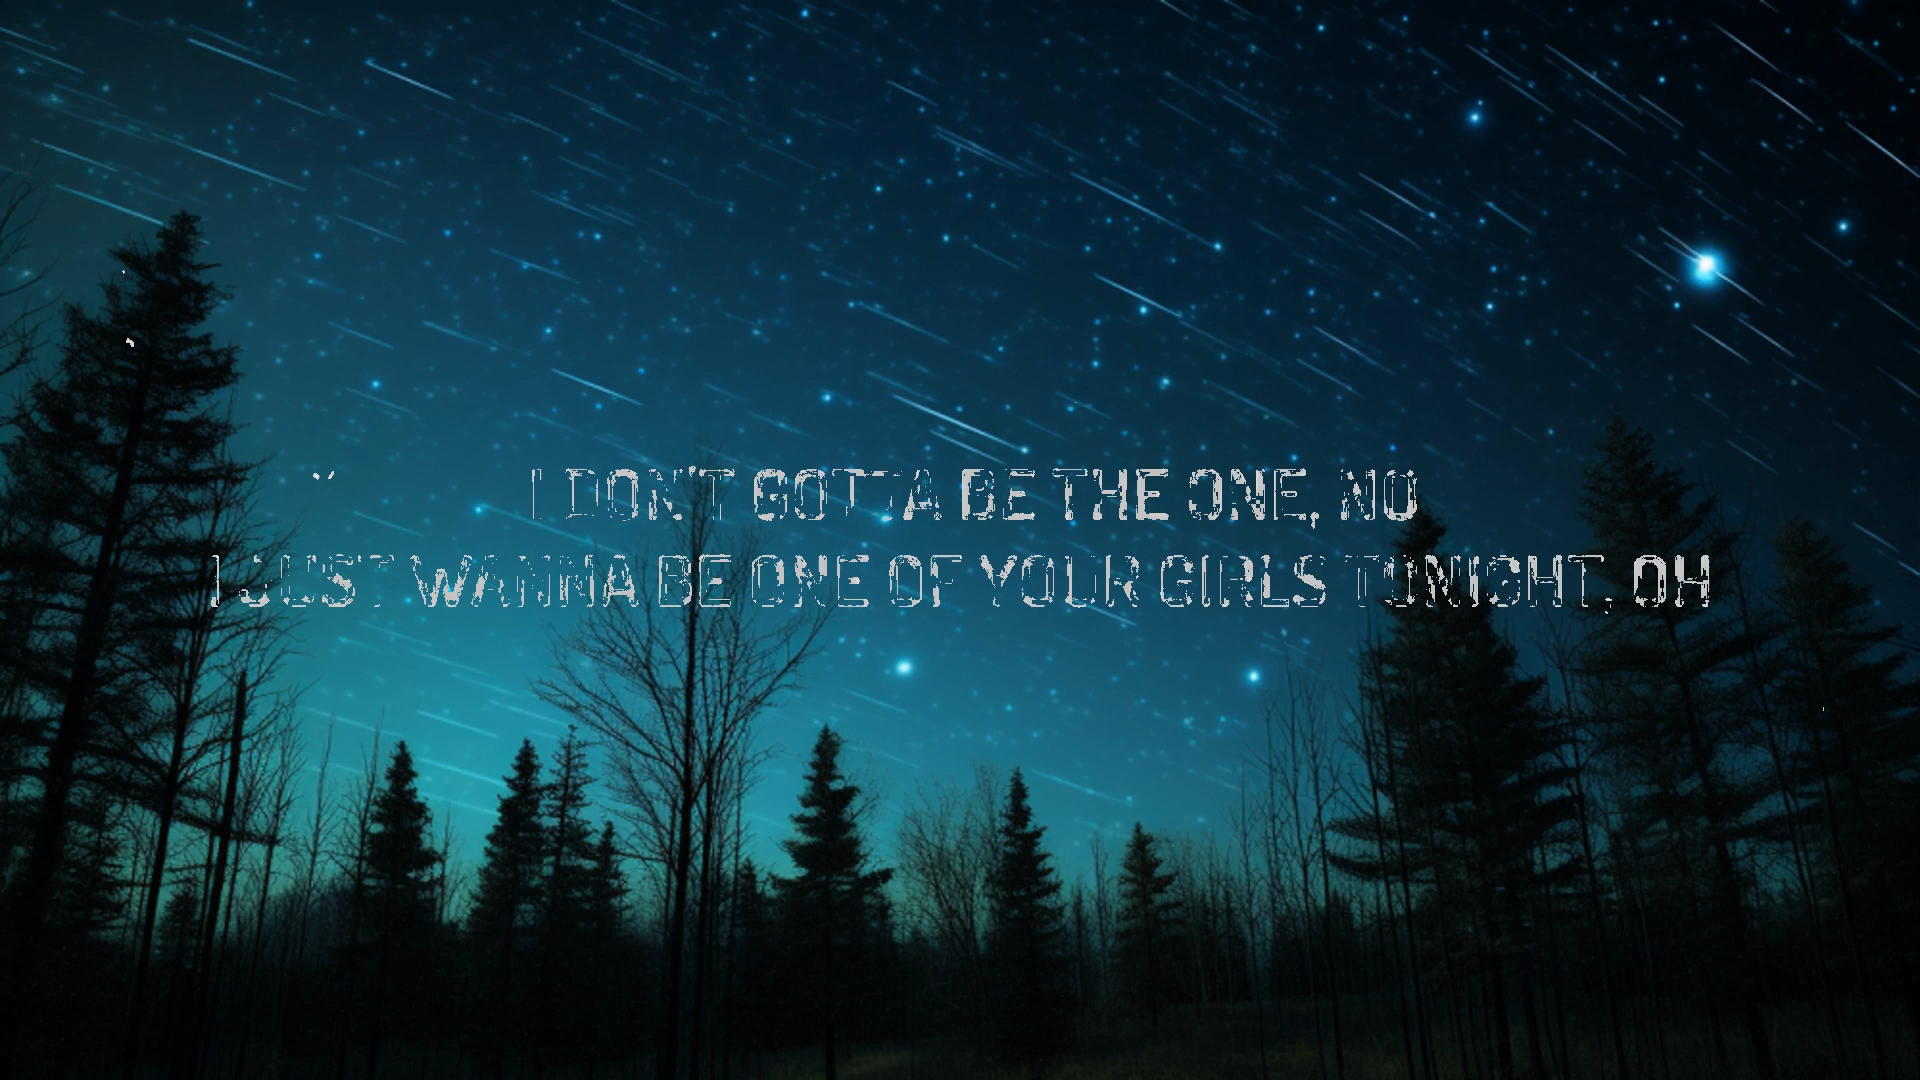 I DON'T GOTTA BE THE ONE, NO
I JUST WANNA BE ONE OF YOUR GIRLS TONIGHT, OH